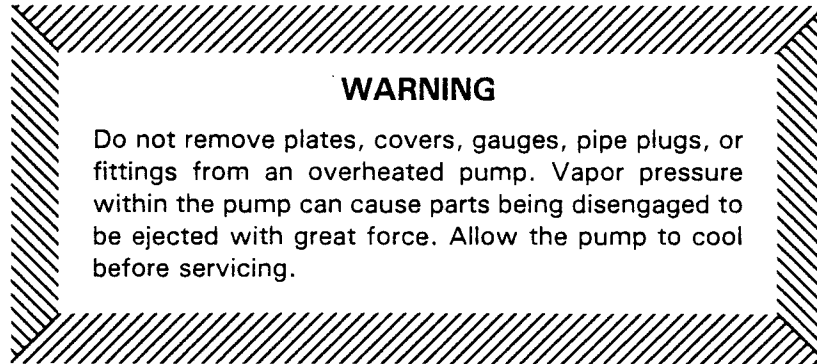 WARNING
Do not remove plates, covers, gauges, pipe plugs, or
fittings from an overheated pump. Vapor pressure
within the pump can cause parts being disengaged to
be ejected with great force. Allow the pump to cool
before servicing.